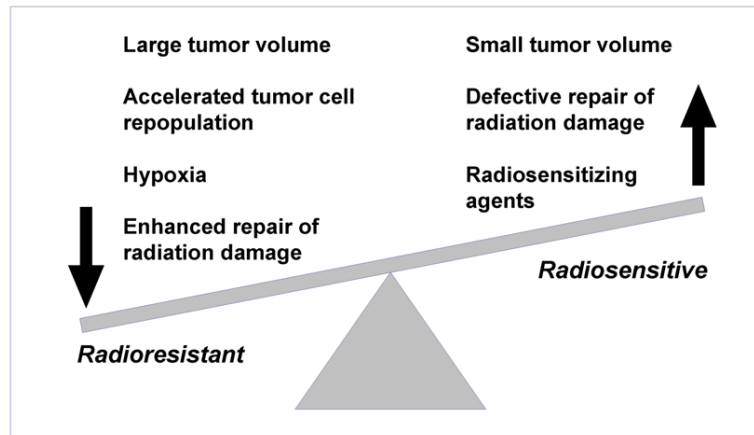 Large tumor volume
Accelerated tumor cell
repopulation
Hypoxia
Enhanced repair of
radiation damage
Radioresistant
Small tumor volume
Defective repair of
radiation damage
Radiosensitizing
agents
Radiosensitive